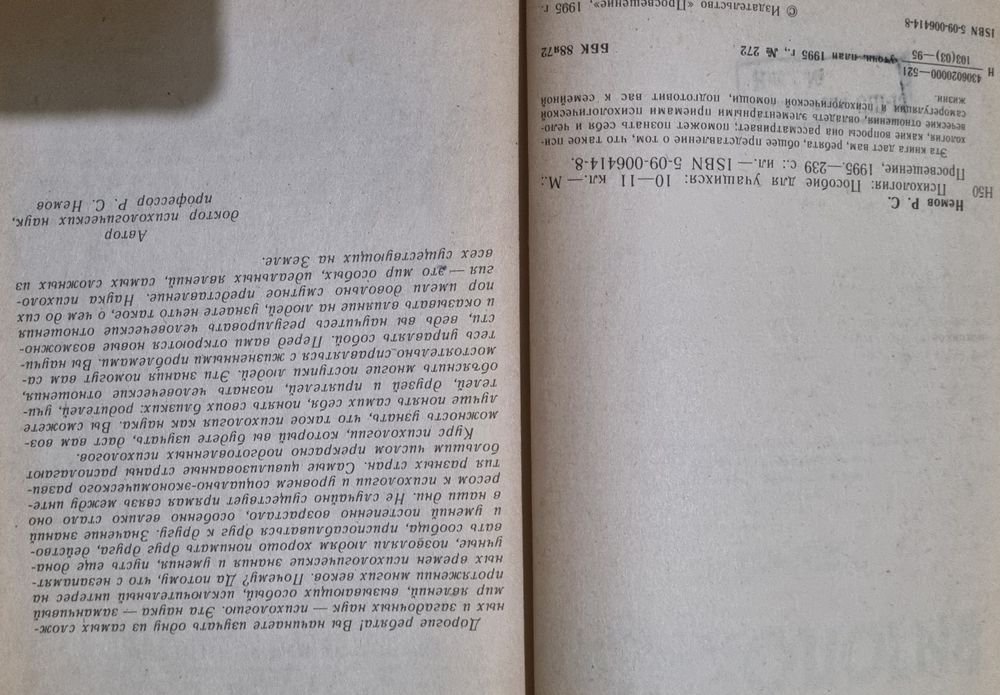 Немов Р. С.
Н50 Психология: Пособие для учащихся: 10—11 кл.— М.:
Просвещение, 1995.—239 с.: ил.— ISBN 5-09-006414-8.
Эта книга даст вам, ребята, общее представление о том, что такое пси-
хология, какие вопросы она рассматривает; поможет познать себя и чело-
веческие отношения, овладеть элементарными приемами психологической
саморегуляции и психологической помощи, подготовит вас к семейной
жизни.
Н 4306020000—521
103(03)—95 уточн. план 1995 г., № 272
ББК 88я72
ISBN 5-09-006414-8
© Издательство «Просвещение», 1995 г
Дорогие ребята! Вы начинаете изучать одну из самых слож-
ных и загадочных наук — психологию. Эта наука — заманчивый
мир явлений, вызывающих особый, исключительный интерес на
протяжении многих веков. Почему? Да потому, что с незапамят-
ных времен психологические знания и умения, пусть еще дона-
учные, позволяли людям хорошо понимать друг друга, действо-
вать сообща, приспосабливаться друг к другу. Значение знаний
и умений постепенно возрастало, особенно велико стало оно
в наши дни. Не случайно существует прямая связь между инте-
ресом к психологии и уровнем социально-экономического разви-
тия разных стран. Самые цивилизованные страны располагают
большим числом прекрасно подготовленных психологов.
Курс психологии, который вы будете изучать, даст вам воз-
можность узнать, что такое психология как наука. Вы сможете
лучше понять самих себя, понять своих близких: родителей, учи-
телей, друзей и приятелей, познать человеческие отношения,
объяснить многие поступки людей. Эти знания помогут вам са-
мостоятельно справляться с жизненными проблемами. Вы научи-
тесь управлять собой. Перед вами откроются новые возможно-
сти, ведь вы научитесь регулировать человеческие отношения
и оказывать влияние на людей, узнаете нечто такое, о чем до сих
пор имели довольно смутное представление. Наука психоло-
гия — это мир особых, идеальных явлений, самых сложных из
всех существующих на Земле.
Автор
доктор психологических наук,
профессор Р. С. Немов